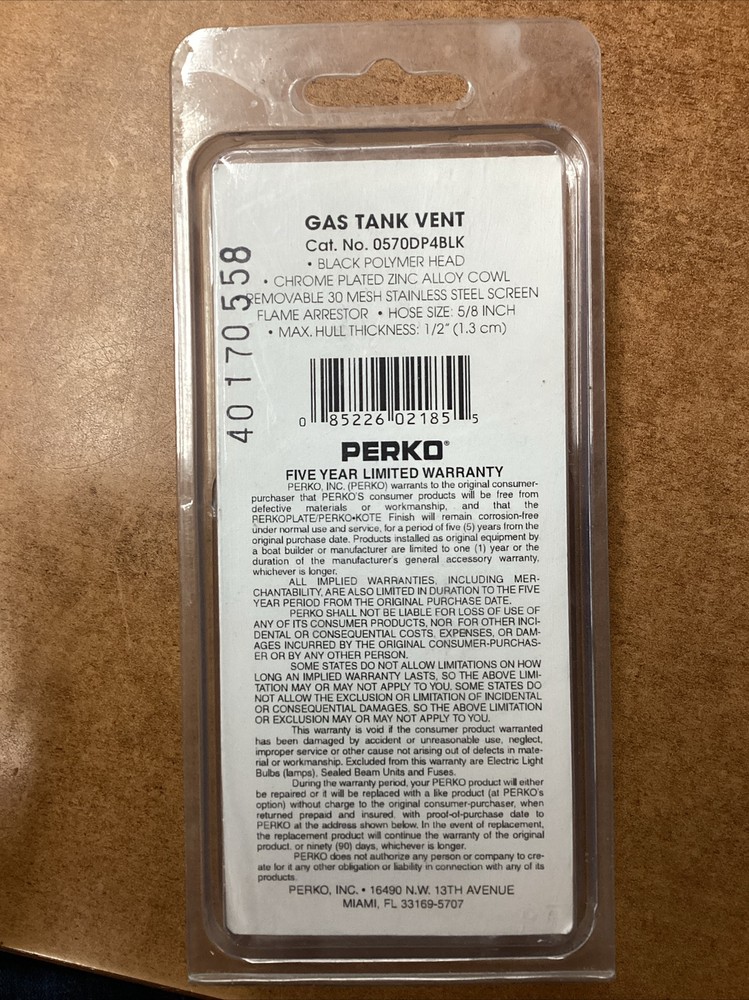 GAS TANK VENT
Cat. No. 0570DP4BLK
• BLACK POLYMER HEAD
• CHROME PLATED ZINC ALLOY COWL
REMOVABLE 30 MESH STAINLESS STEEL SCREEN
FLAME ARRESTOR • HOSE SIZE: 5/8 INCH
• MAX. HULL THICKNESS: 1/2" (1.3 cm)
40170558
0 85226 02185 5
PERKO®
FIVE YEAR LIMITED WARRANTY
PERKO, INC. (PERKO) warrants to the original consumer-
purchaser that PERKO'S consumer products will be free from
defective materials or workmanship, and that the
PERKOPLATE/PERKO•KOTE Finish will remain corrosion-free
under normal use and service, for a period of five (5) years from the
original purchase date. Products installed as original equipment by
a boat builder or manufacturer are limited to one (1) year or the
duration of the manufacturer's general accessory warranty,
whichever is longer.
ALL IMPLIED WARRANTIES, INCLUDING MER-
CHANTABILITY, ARE ALSO LIMITED IN DURATION TO THE FIVE
YEAR PERIOD FROM THE ORIGINAL PURCHASE DATE.
PERKO SHALL NOT BE LIABLE FOR LOSS OF USE OF
ANY OF ITS CONSUMER PRODUCTS, NOR FOR OTHER INCI-
DENTAL OR CONSEQUENTIAL COSTS, EXPENSES, OR DAM-
AGES INCURRED BY THE ORIGINAL CONSUMER-PURCHAS-
ER OR BY ANY OTHER PERSON.
SOME STATES DO NOT ALLOW LIMITATIONS ON HOW
LONG AN IMPLIED WARRANTY LASTS, SO THE ABOVE LIMI-
TATION MAY OR MAY NOT APPLY TO YOU. SOME STATES DO
NOT ALLOW THE EXCLUSION OR LIMITATION OF INCIDENTAL
OR CONSEQUENTIAL DAMAGES, SO THE ABOVE LIMITATION
OR EXCLUSION MAY OR MAY NOT APPLY TO YOU.
This warranty is void if the consumer product warranted
has been damaged by accident or unreasonable use, neglect,
improper service or other cause not arising out of defects in mate-
rial or workmanship. Excluded from this warranty are Electric Light
Bulbs (lamps), Sealed Beam Units and Fuses.
During the warranty period, your PERKO product will either
be repaired or it will be replaced with a like product (at PERKO's
option) without charge to the original consumer-purchaser, when
returned prepaid and insured, with proof-of-purchase date to
PERKO at the address shown below. In the event of replacement,
the replacement product will continue the warranty of the original
product, or ninety (90) days, whichever is longer.
PERKO does not authorize any person or company to cre-
ate for it any other obligation or liability in connection with any of its
products.
PERKO, INC. • 16490 N.W. 13TH AVENUE
MIAMI, FL 33169-5707